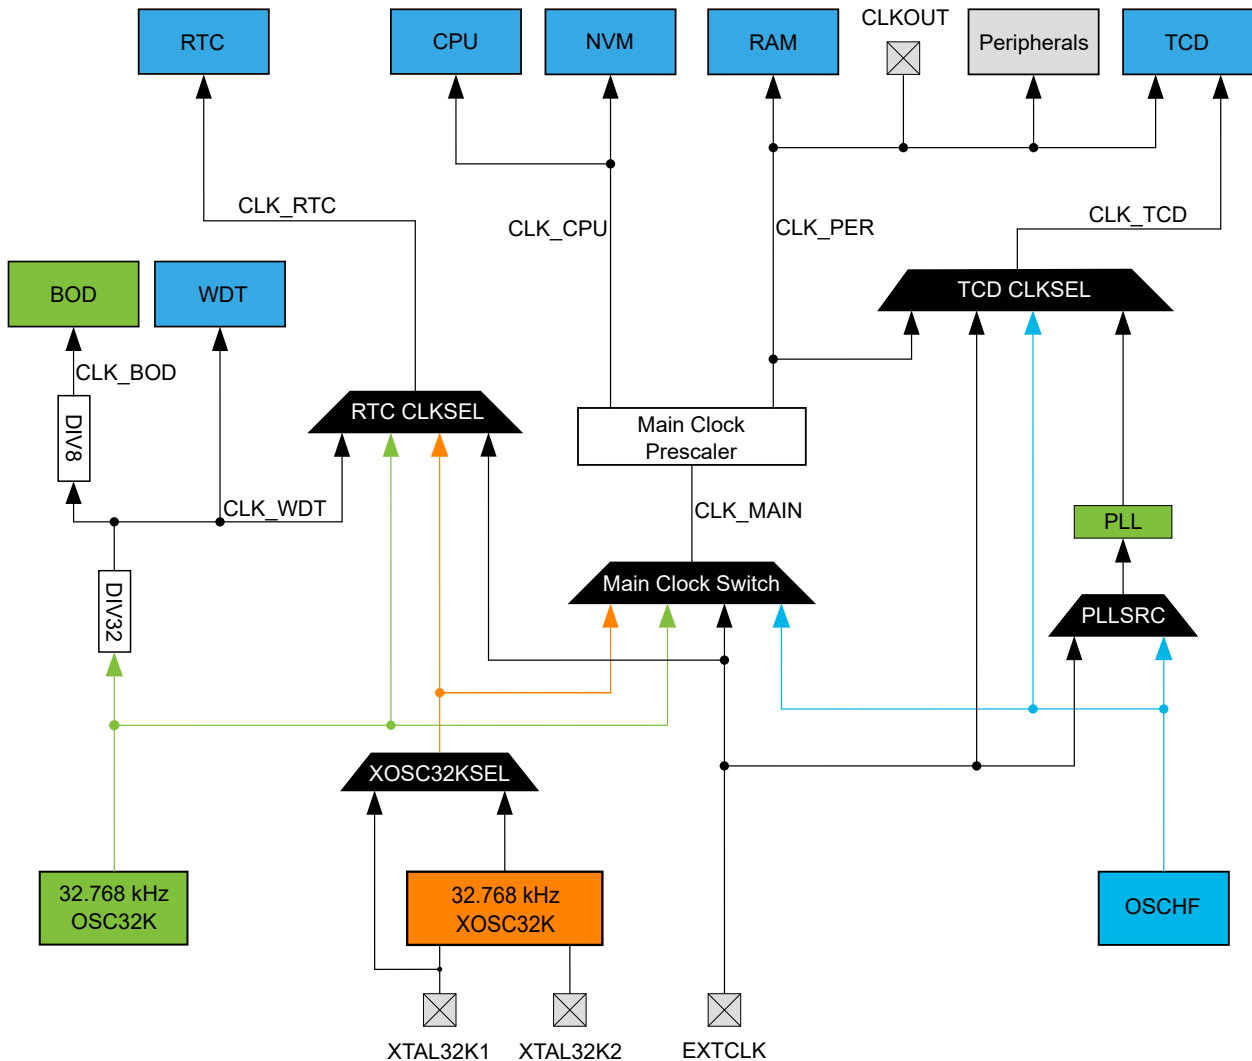 CLKOUT
RTC
CPU
NVM
RAM
Peripherals
TCD
CLK_RTC
CLK_CPU
CLK_PER
CLK_TCD
BOD
WDT
TCD CLKSEL
CLK_BOD
RTC CLKSEL
DIV8
Main Clock
Prescaler
CLK_WDT
CLK_MAIN
PLL
DIV32
Main Clock Switch
PLLSRC
XOSC32KSEL
32.768 kHz
OSC32K
32.768 kHz
XOSC32K
OSCHF
XTAL32K1
XTAL32K2
EXTCLK